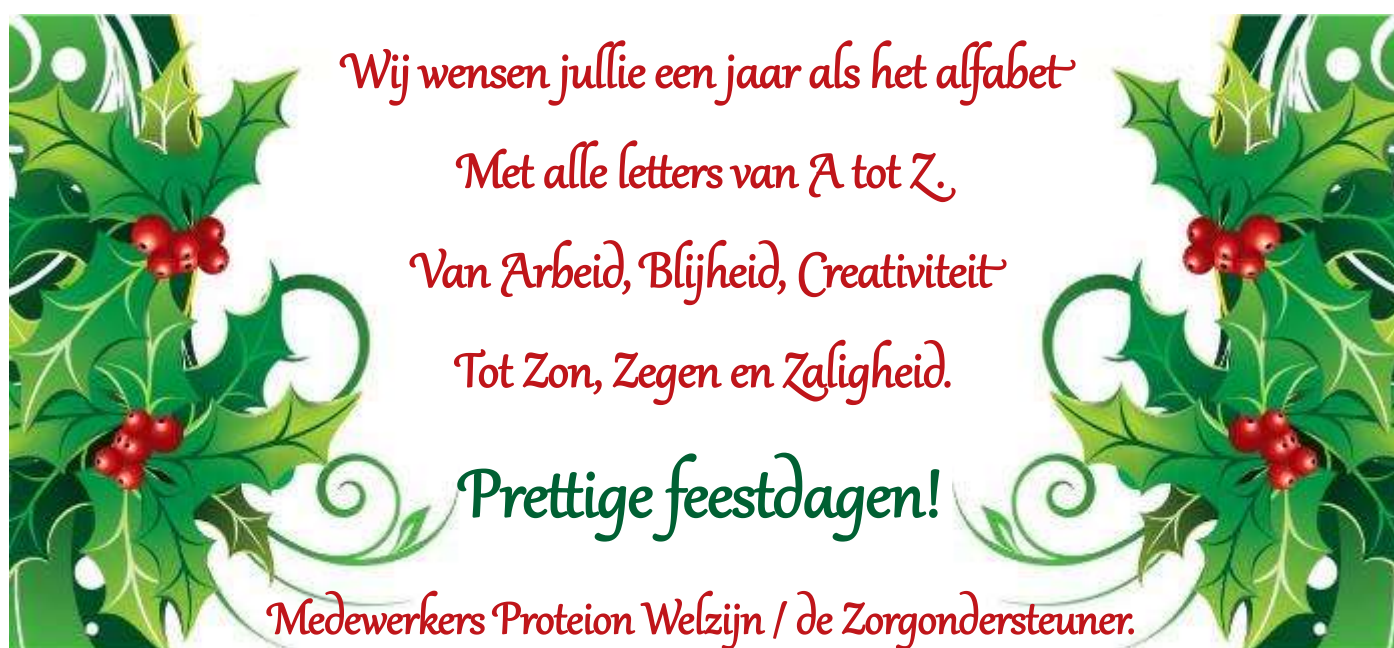 Wij wensen jullie een jaar als het alfabet
Met alle letters van A tot Z.
Van Arbeid, Blijheid, Creativiteit
Tot Zon, Zegen en Zaligheid.
Prettige feestdagen!
Medewerkers Proteion Welzijn / de Zorgondersteuner.